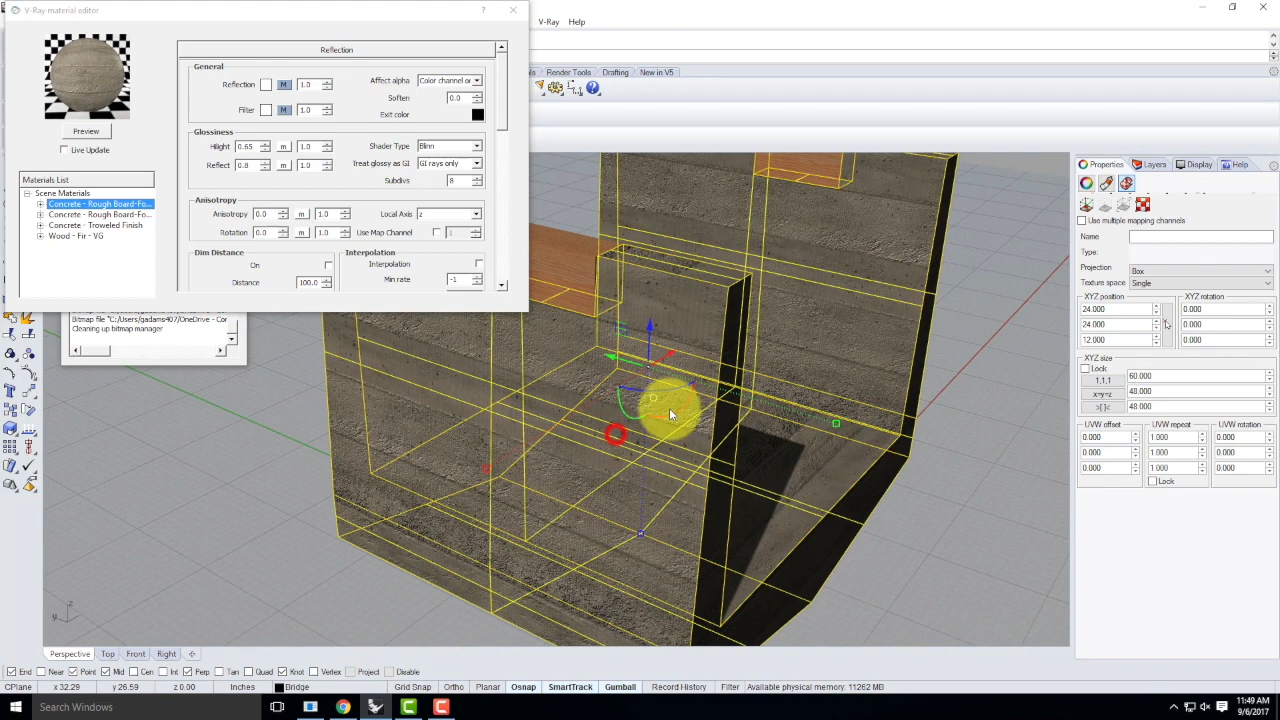 V-Ray material editor
?
V-Ray Help
Render Tools Drafting New in V5
Preview
Live Update
Materials List
Scene Materials
Concrete - Rough Board-Fo...
Concrete - Rough Board-Fo...
Concrete - Troweled Finish
Wood - Fir - VG
Reflection
General
Reflection M 1.0
Filter M 1.0
Affect alpha Color channel or
Soften 0.0
Exit color
Glossiness
Hilight 0.65 m 1.0
Reflect 0.8 m 1.0
Shader Type Blinn
Treat glossy as GI GI rays only
Subdivs 8
Anisotropy
Anisotropy 0.0 m 1.0
Rotation 0.0 m 1.0
Local Axis z
Use Map Channel 1
Dim Distance
On
Distance 100.0
Interpolation
Interpolation
Min rate -1
Bitmap file "C:/Users/gadams407/OneDrive - Cor
Cleaning up bitmap manager
Properties Layers Display Help
Use multiple mapping channels
Name
Type:
Projection Box
Texture space Single
XYZ position XYZ rotation
24.000 0.000
24.000 0.000
12.000 0.000
XYZ size
Lock
1,1,1 60.000
x=y=z 48.000
>[ ]< 48.000
UVW offset UVW repeat UVW rotation
0.000 1.000 0.000
0.000 1.000 0.000
0.000 1.000 0.000
Lock
z
y
Perspective Top Front Right
End Near Point Mid Cen Int Perp Tan Quad Knot Vertex Project Disable
CPlane x 32.29 y 26.59 z 0.00 Inches Bridge Grid Snap Ortho Planar Osnap SmartTrack Gumball Record History Filter Available physical memory: 11262 MB
Search Windows
11:49 AM
9/6/2017